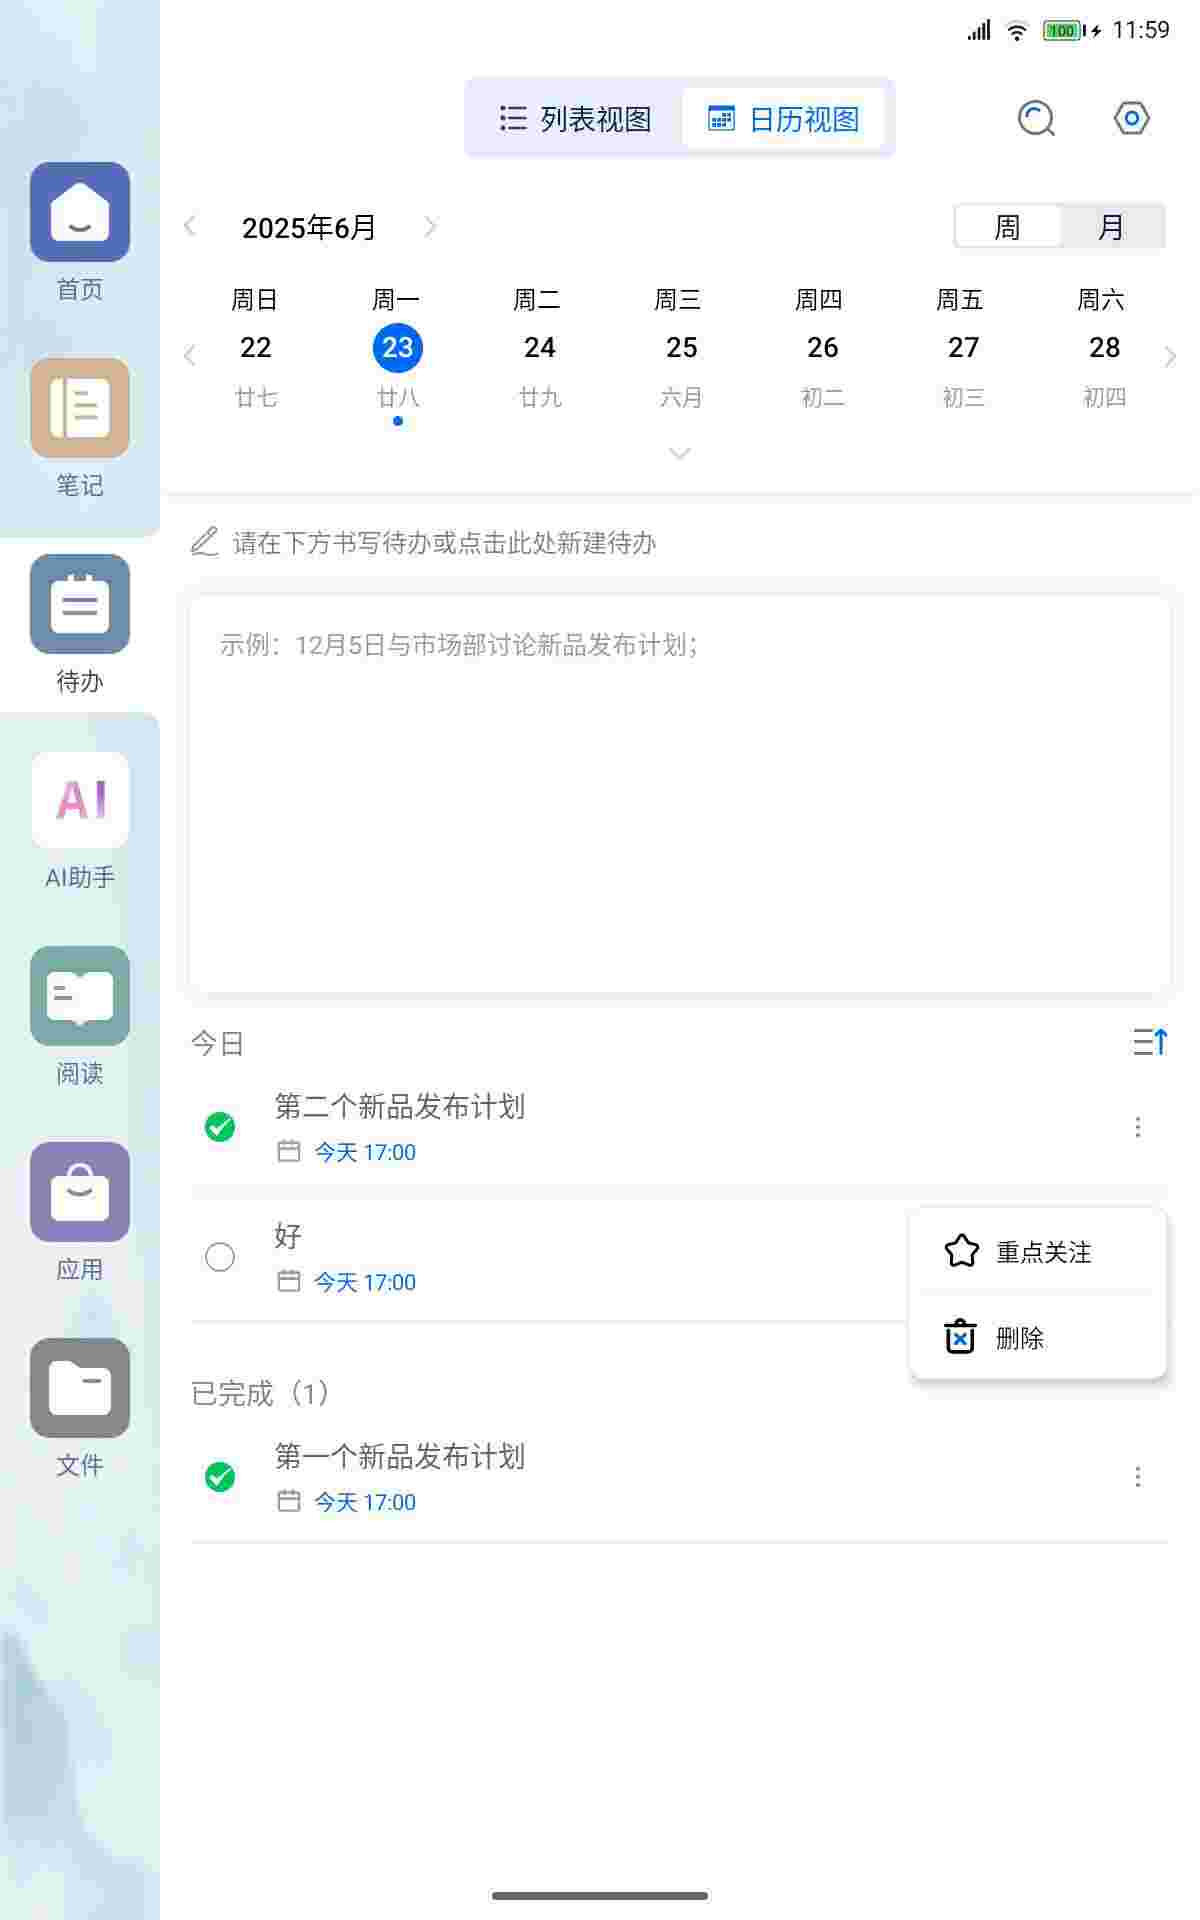 100 11:59
列表视图 日历视图
2025年6月 周 月
周日 周一 周二 周三 周四 周五 周六
22 23 24 25 26 27 28
廿七 廿八 廿九 六月 初二 初三 初四
请在下方书写待办或点击此处新建待办
示例：12月5日与市场部讨论新品发布计划；
今日
第二个新品发布计划
今天 17:00
好
今天 17:00
重点关注
删除
已完成（1）
第一个新品发布计划
今天 17:00
首页
笔记
待办
AI
AI助手
阅读
应用
文件